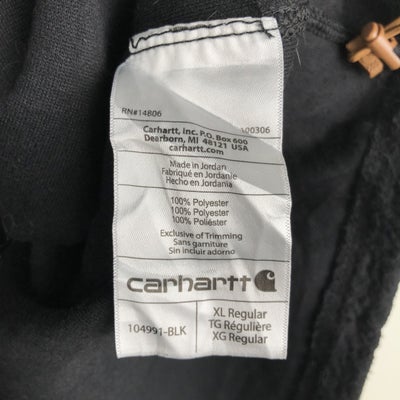 RN#14806
100306
Carhartt, Inc. P.O. Box 600
Dearborn, MI 48121 USA
carhartt.com
Made in Jordan
Fabriqué en Jordanie
Hecho en Jordania
100% Polyester
100% Polyester
100% Poliéster
Exclusive of Trimming
Sans garniture
Sin incluir adorno
carhartt
104991-BLK
XL Regular
TG Régulière
XG Regular